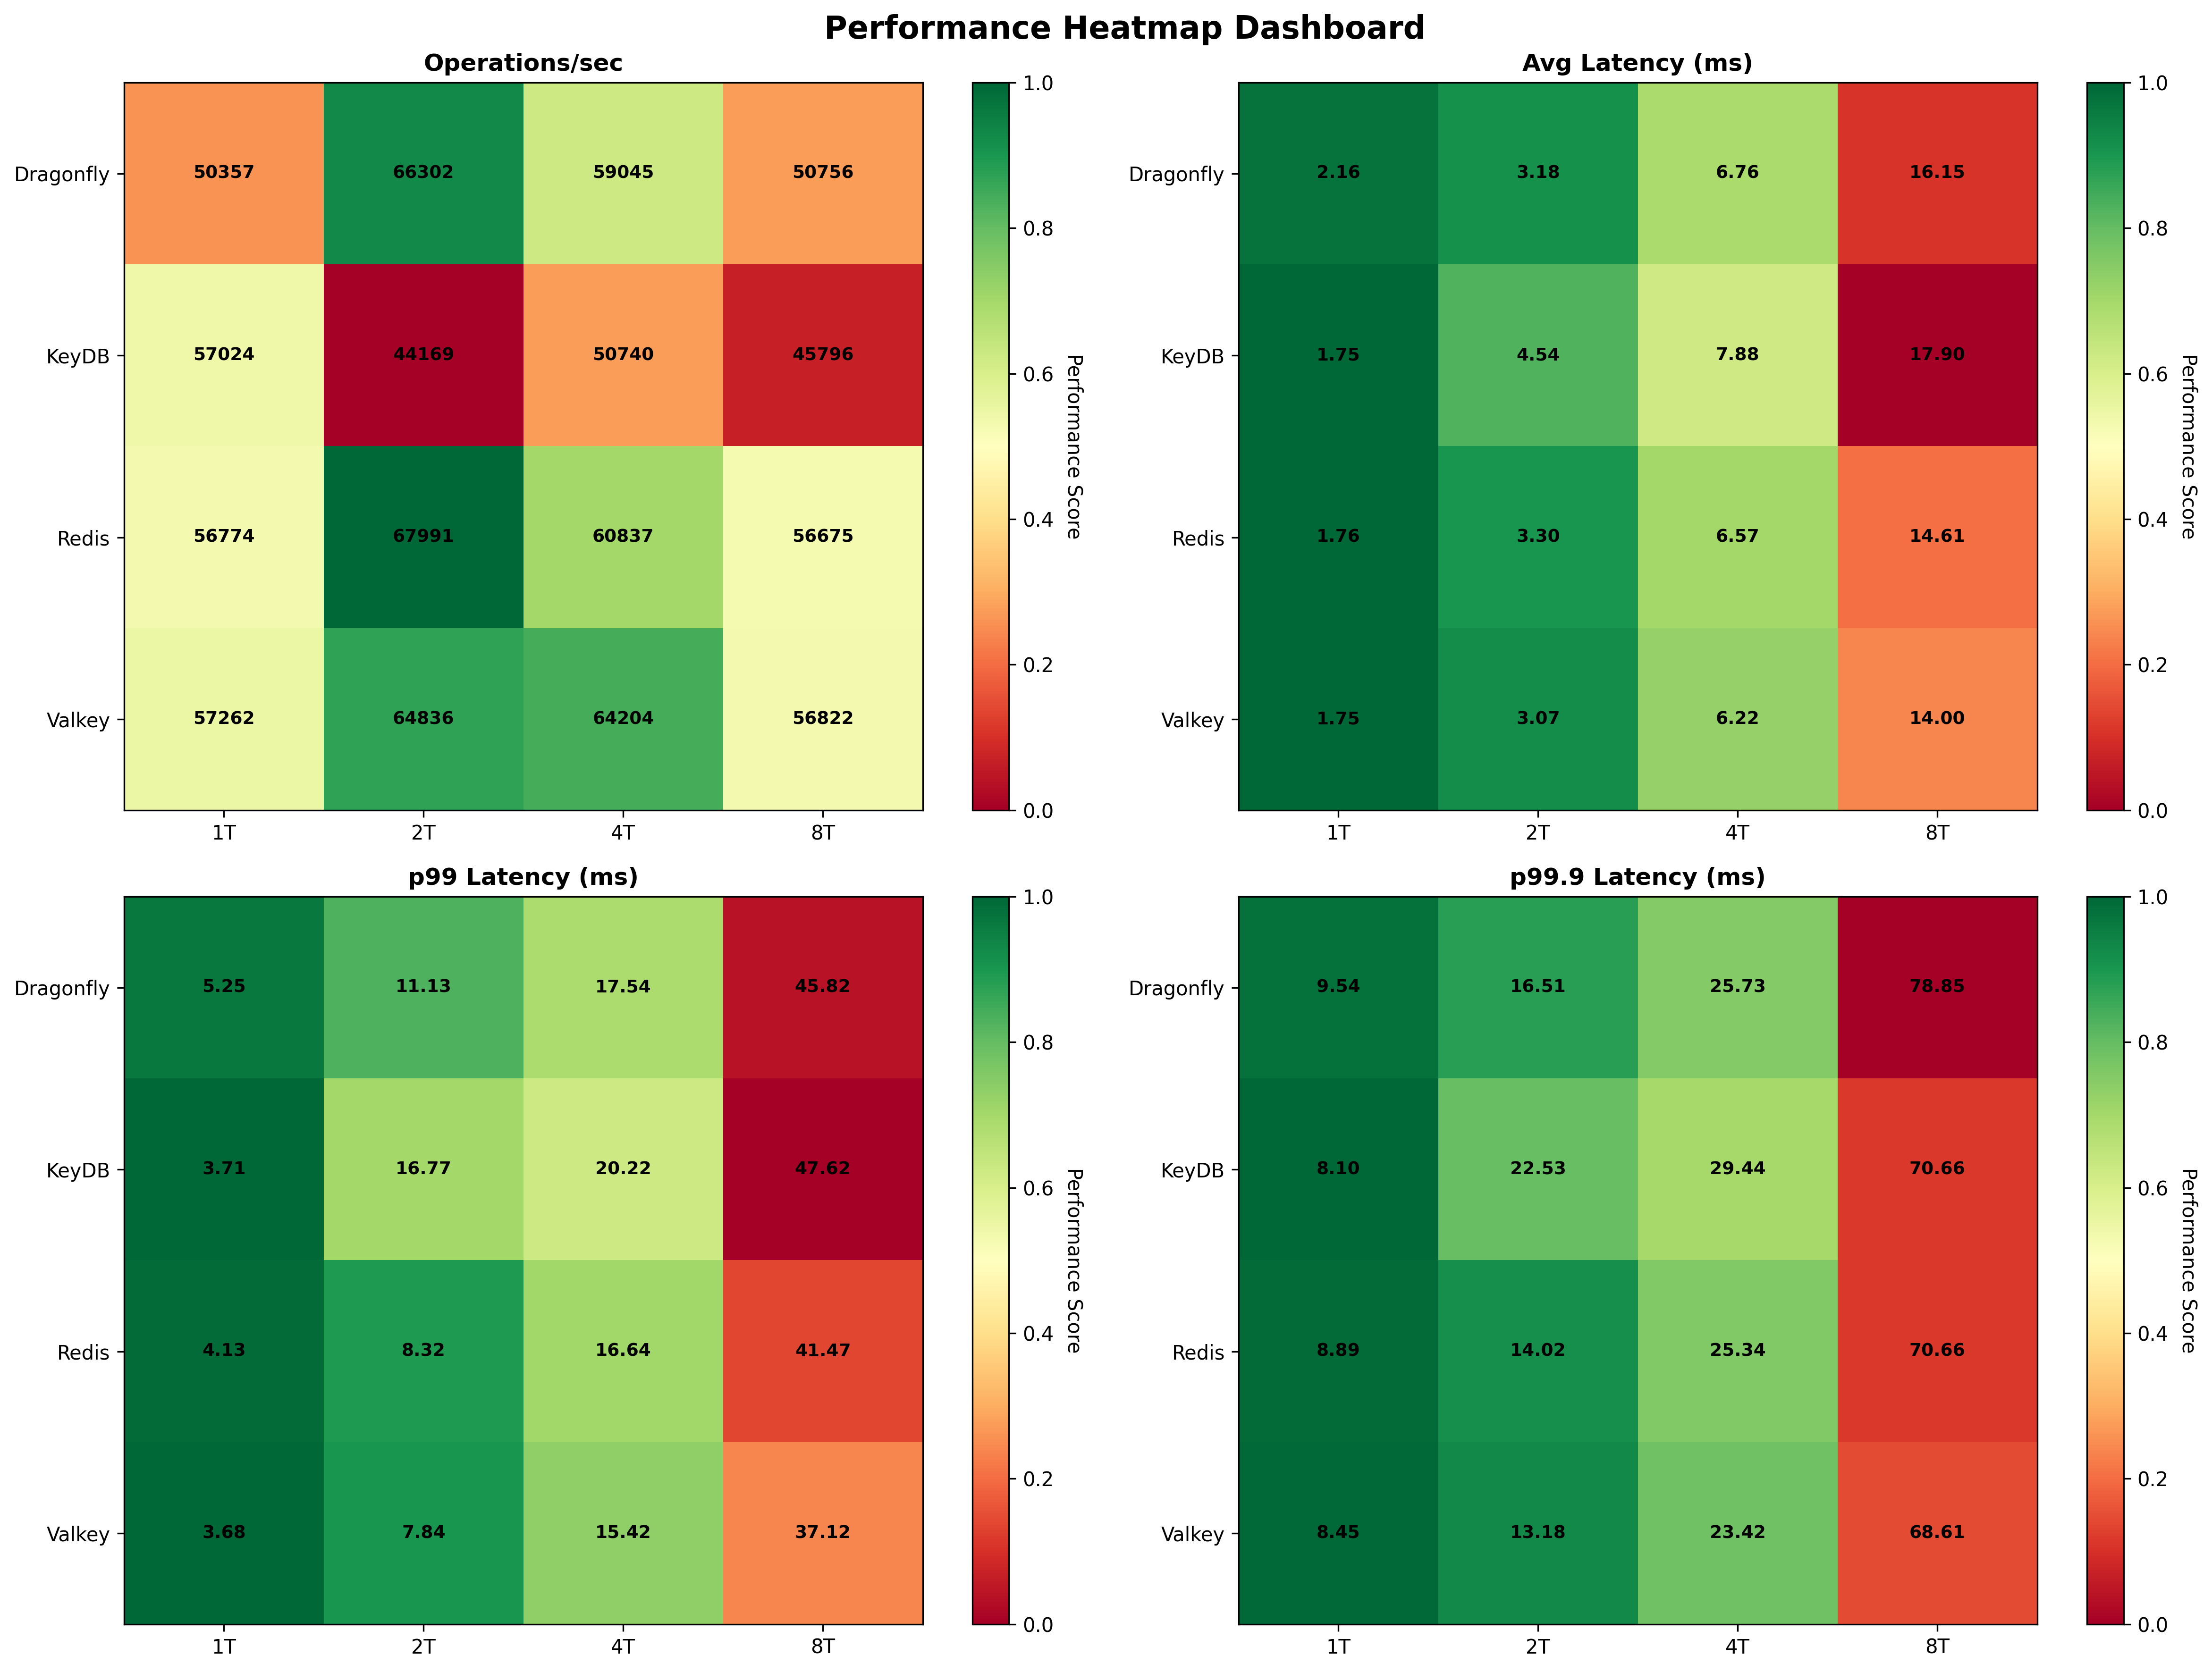 Performance Heatmap Dashboard
Operations/sec
Dragonfly 50357 66302 59045 50756
KeyDB 57024 44169 50740 45796
Redis 56774 67991 60837 56675
Valkey 57262 64836 64204 56822
1T 2T 4T 8T
1.0
0.8
0.6
0.4
0.2
0.0
Performance Score
Avg Latency (ms)
Dragonfly 2.16 3.18 6.76 16.15
KeyDB 1.75 4.54 7.88 17.90
Redis 1.76 3.30 6.57 14.61
Valkey 1.75 3.07 6.22 14.00
1T 2T 4T 8T
1.0
0.8
0.6
0.4
0.2
0.0
Performance Score
p99 Latency (ms)
Dragonfly 5.25 11.13 17.54 45.82
KeyDB 3.71 16.77 20.22 47.62
Redis 4.13 8.32 16.64 41.47
Valkey 3.68 7.84 15.42 37.12
1T 2T 4T 8T
1.0
0.8
0.6
0.4
0.2
0.0
Performance Score
p99.9 Latency (ms)
Dragonfly 9.54 16.51 25.73 78.85
KeyDB 8.10 22.53 29.44 70.66
Redis 8.89 14.02 25.34 70.66
Valkey 8.45 13.18 23.42 68.61
1T 2T 4T 8T
1.0
0.8
0.6
0.4
0.2
0.0
Performance Score